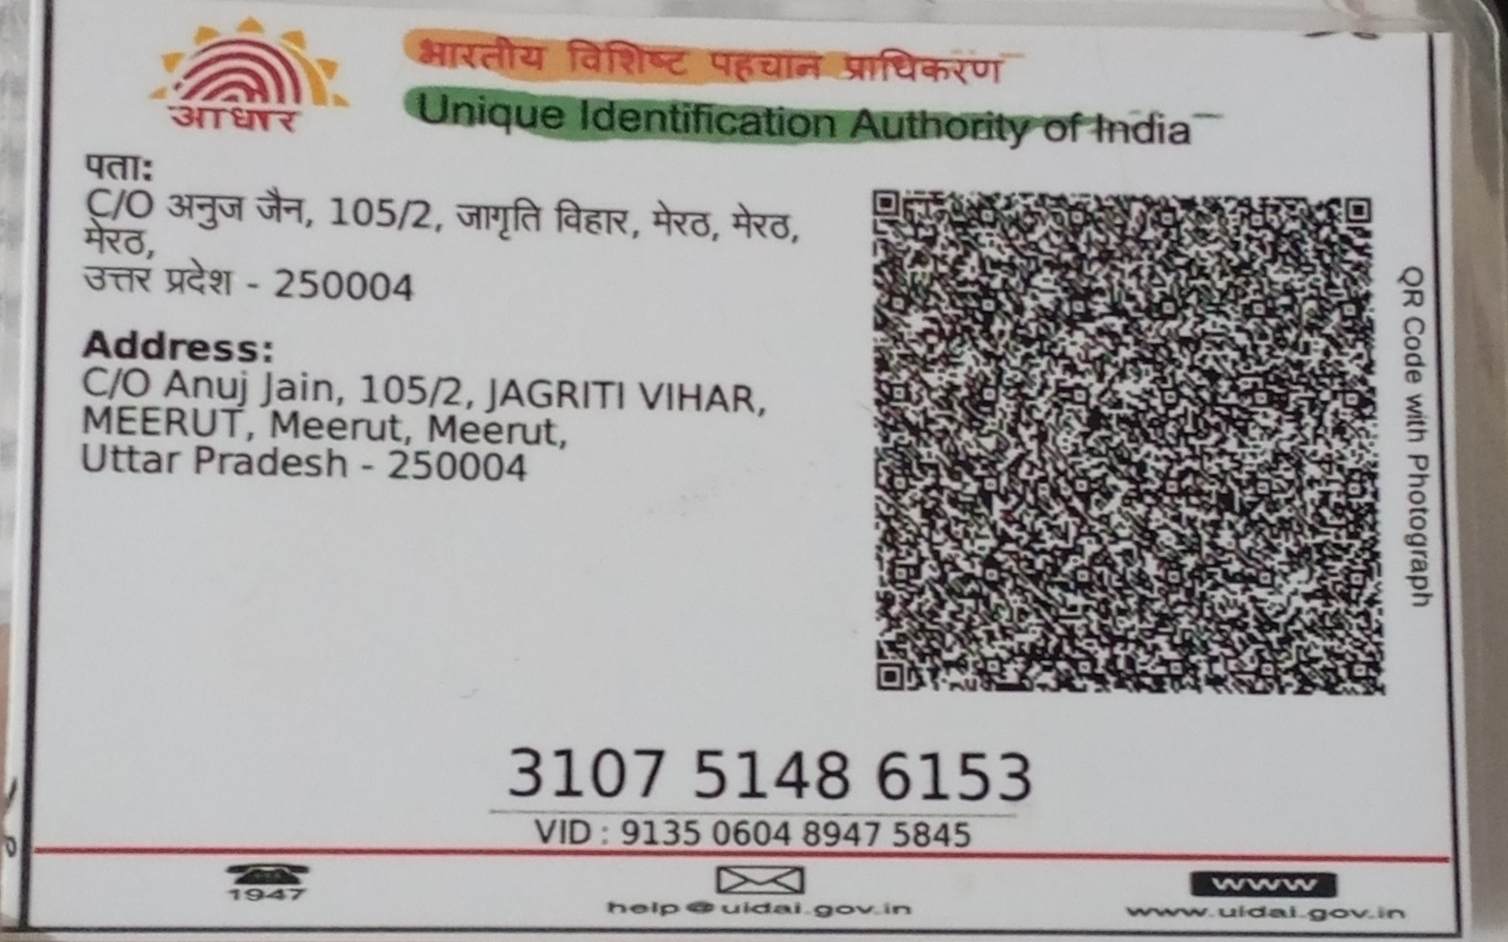 आधार
भारतीय विशिष्ट पहचान प्राधिकरण
Unique Identification Authority of India
पता:
C/O अनुज जैन, 105/2, जागृति विहार, मेरठ, मेरठ,
मेरठ,
उत्तर प्रदेश - 250004
Address:
C/O Anuj Jain, 105/2, JAGRITI VIHAR,
MEERUT, Meerut, Meerut,
Uttar Pradesh - 250004
QR Code with Photograph
3107 5148 6153
VID : 9135 0604 8947 5845
1947
help@uidai.gov.in
www
www.uidai.gov.in